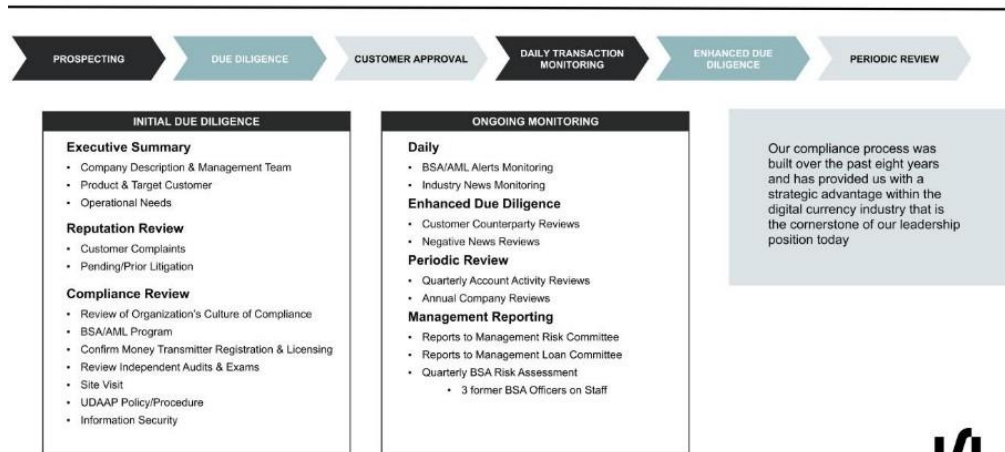 PROSPECTING
DUE DILIGENCE
CUSTOMER APPROVAL
DAILY TRANSACTION
MONITORING
ENHANCED DUE
DILIGENCE
PERIODIC REVIEW
INITIAL DUE DILIGENCE
Executive Summary
• Company Description & Management Team
• Product & Target Customer
• Operational Needs
Reputation Review
• Customer Complaints
• Pending/Prior Litigation
Compliance Review
• Review of Organization's Culture of Compliance
• BSA/AML Program
• Confirm Money Transmitter Registration & Licensing
• Review Independent Audits & Exams
• Site Visit
• UDAAP Policy/Procedure
• Information Security
ONGOING MONITORING
Daily
• BSA/AML Alerts Monitoring
• Industry News Monitoring
Enhanced Due Diligence
• Customer Counterparty Reviews
• Negative News Reviews
Periodic Review
• Quarterly Account Activity Reviews
• Annual Company Reviews
Management Reporting
• Reports to Management Risk Committee
• Reports to Management Loan Committee
• Quarterly BSA Risk Assessment
• 3 former BSA Officers on Staff
Our compliance process was
built over the past eight years
and has provided us with a
strategic advantage within the
digital currency industry that is
the cornerstone of our leadership
position today